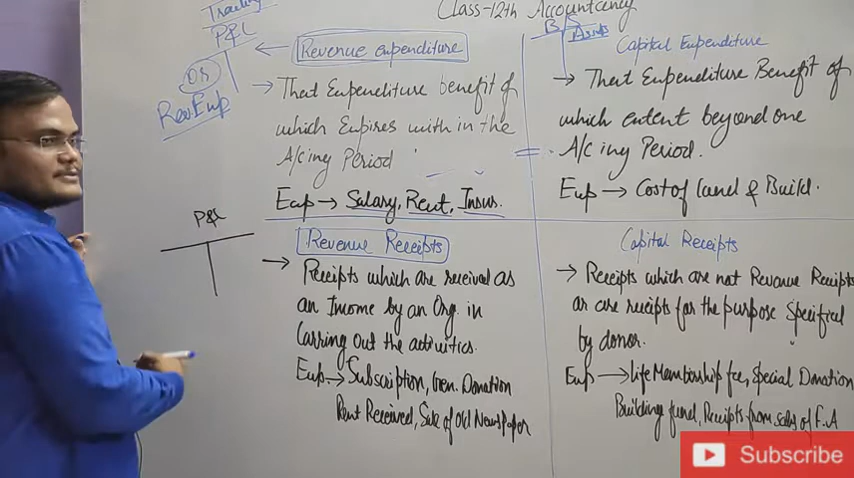 Class-12th Accountancy
Trading
P&L
OR
Rev.Exp
Revenue expenditure
→ That Expenditure benefit of
which Expires with in the
A/cing Period
Exp → Salary, Rent, Insur.
B/S
Assets
Capital Expenditure
→ That Expenditure Benefit of
which extent beyond one
A/c ing Period.
Exp → Cost of land & Build.
P&L
Revenue Receipts
→ Receipts which are received as
an Income by an Org. in
Carrying out the activities.
Exp. → Subscription, Gen. Donation
Rent Received, Sale of Old Newspaper
Capital Receipts
→ Receipts which are not Revenue Receipts
or are receipts for the purpose Specified
by donor.
Exp → Life Membership fee, Special Donation
Building fund, Receipts from sales of F.A
Subscribe